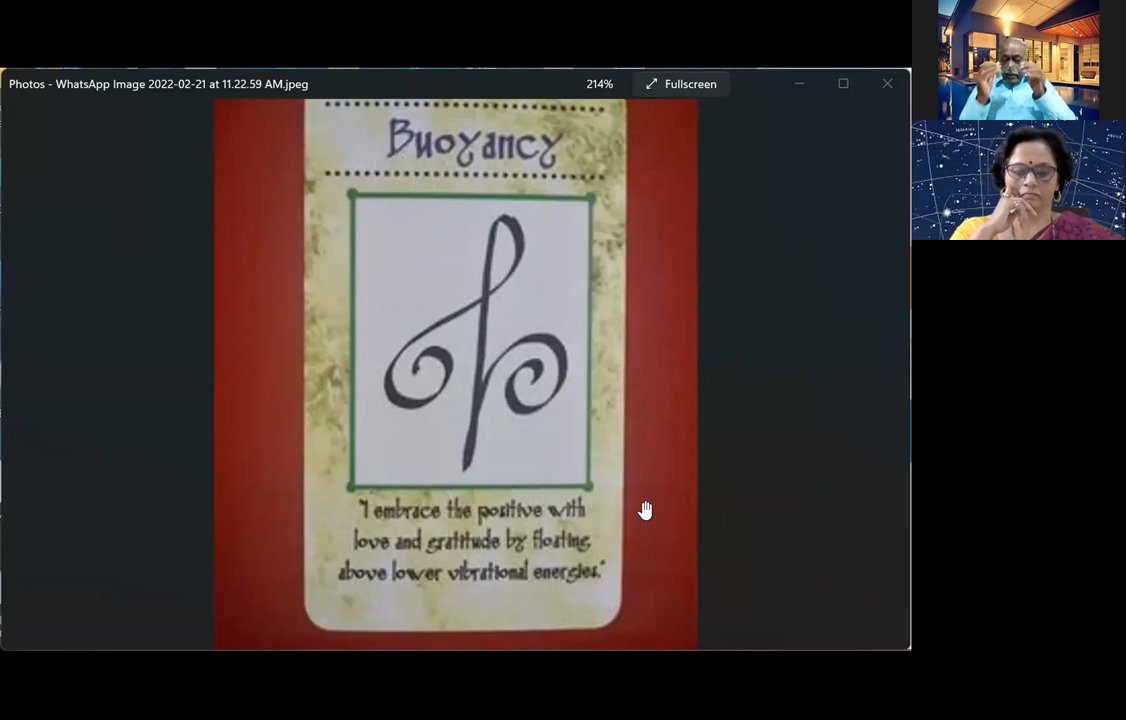 Photos - WhatsApp Image 2022-02-21 at 11.22.59 AM.jpeg
214%
Fullscreen
Buoyancy
"I embrace the positive with
love and gratitude by floating
above lower vibrational energies."